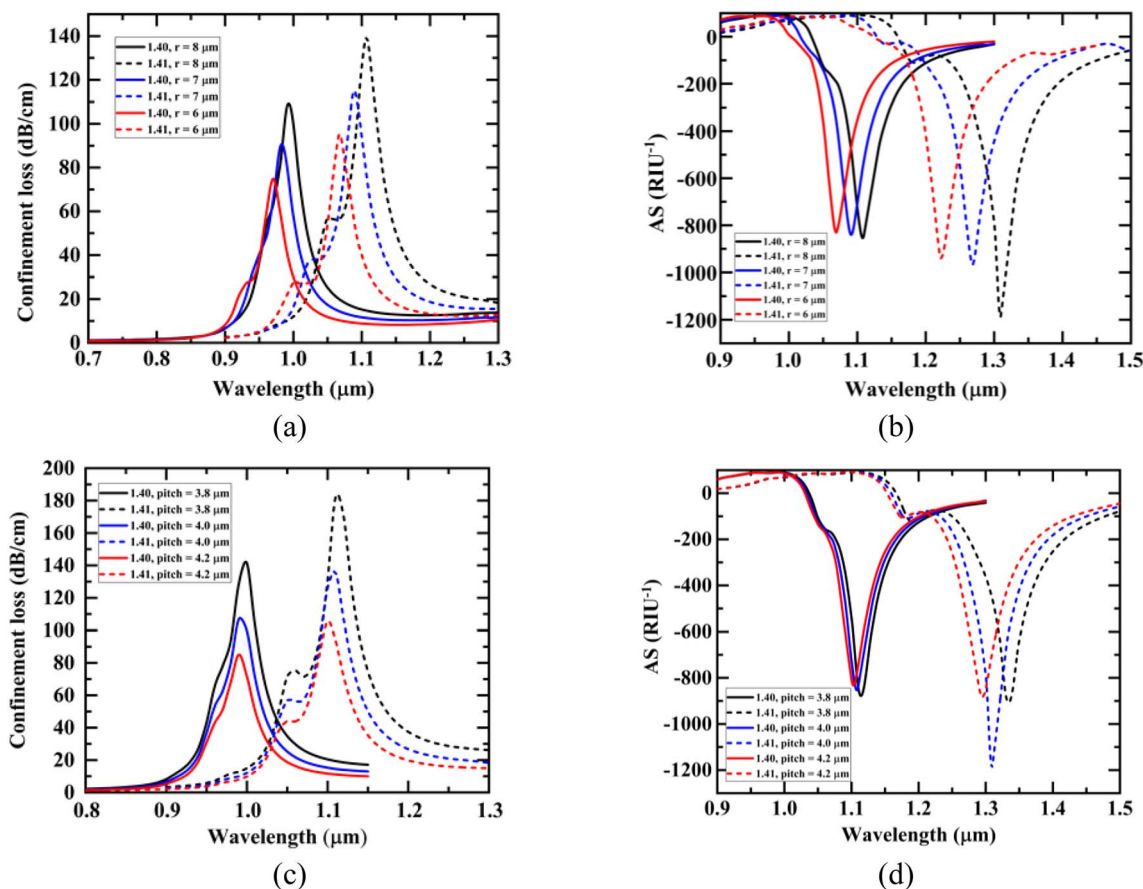 140
120
100
80
60
40
20
0
Confinement loss (dB/cm)
1.40, r = 8 μm
1.41, r = 8 μm
1.40, r = 7 μm
1.41, r = 7 μm
1.40, r = 6 μm
1.41, r = 6 μm
0.7 0.8 0.9 1.0 1.1 1.2 1.3
Wavelength (μm)
(a)
0
-200
-400
-600
-800
-1000
-1200
AS (RIU⁻¹)
1.40, r = 8 μm
1.41, r = 8 μm
1.40, r = 7 μm
1.41, r = 7 μm
1.40, r = 6 μm
1.41, r = 6 μm
0.9 1.0 1.1 1.2 1.3 1.4 1.5
Wavelength (μm)
(b)
200
180
160
140
120
100
80
60
40
20
0
Confinement loss (dB/cm)
1.40, pitch = 3.8 μm
1.41, pitch = 3.8 μm
1.40, pitch = 4.0 μm
1.41, pitch = 4.0 μm
1.40, pitch = 4.2 μm
1.41, pitch = 4.2 μm
0.8 0.9 1.0 1.1 1.2 1.3
Wavelength (μm)
(c)
0
-200
-400
-600
-800
-1000
-1200
AS (RIU⁻¹)
1.40, pitch = 3.8 μm
1.41, pitch = 3.8 μm
1.40, pitch = 4.0 μm
1.41, pitch = 4.0 μm
1.40, pitch = 4.2 μm
1.41, pitch = 4.2 μm
0.9 1.0 1.1 1.2 1.3 1.4 1.5
Wavelength (μm)
(d)